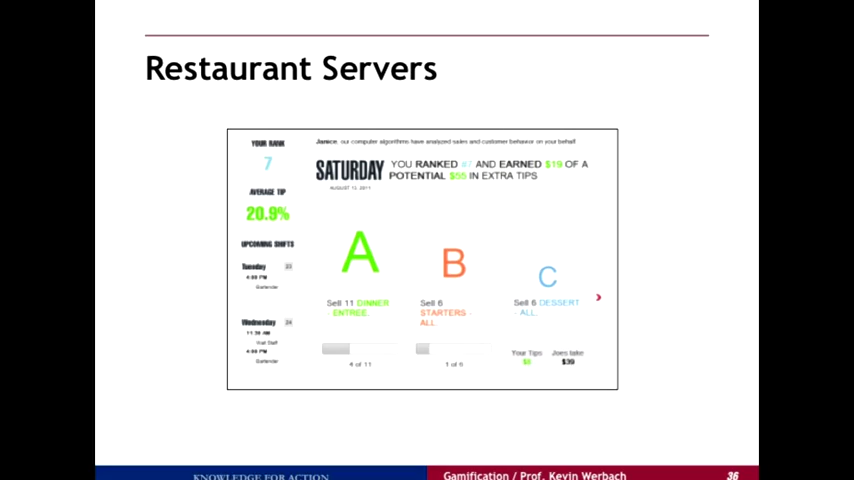 Restaurant Servers
YOUR RANK
7
AVERAGE TIP
20.9%
UPCOMING SHIFTS
Tuesday 23
4:00 PM
Bartender
Wednesday 24
11:30 AM
Wait Staff
4:00 PM
Bartender
Janice, our computer algorithms have analyzed sales and customer behavior on your behalf
SATURDAY
AUGUST 13, 2011
YOU RANKED #7 AND EARNED $19 OF A
POTENTIAL $55 IN EXTRA TIPS
A
Sell 11 DINNER
- ENTREE.
4 of 11
B
Sell 6
STARTERS -
ALL
1 of 6
C
Sell 6 DESSERT
- ALL.
Your Tips Joes take
$39
KNOWLEDGE FOR ACTION
Gamification / Prof. Kevin Werbach
36